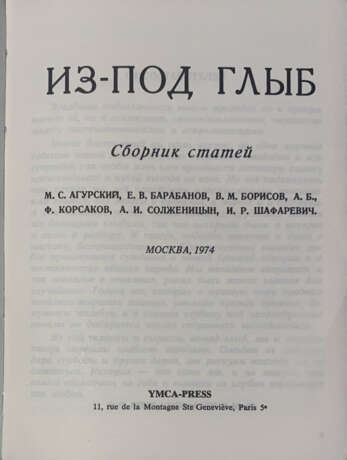 ИЗ-ПОД ГЛЫБ
Сборник статей
М. С. АГУРСКИЙ, Е. В. БАРАБАНОВ, В. М. БОРИСОВ, А. Б.,
Ф. КОРСАКОВ, А. И. СОЛЖЕНИЦЫН, И. Р. ШАФАРЕВИЧ.
МОСКВА, 1974
YMCA-PRESS
11, rue de la Montagne Ste Geneviève, Paris 5e